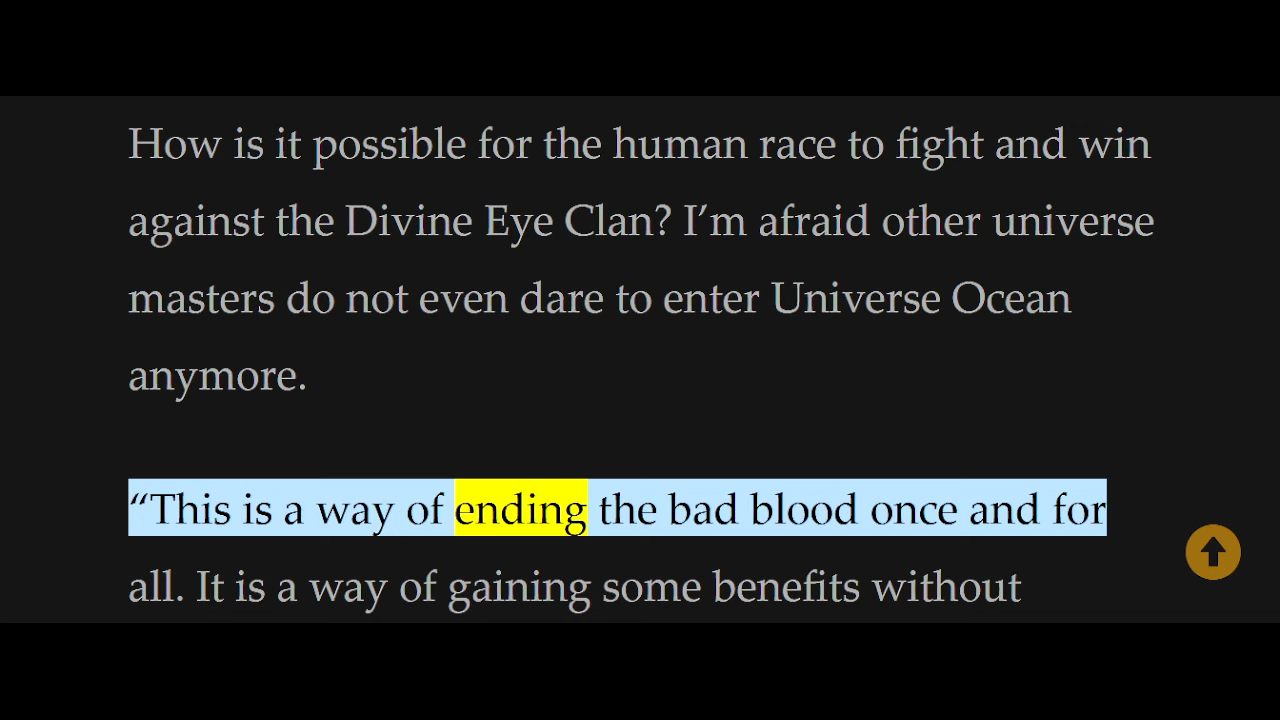 How is it possible for the human race to fight and win
against the Divine Eye Clan? I’m afraid other universe
masters do not even dare to enter Universe Ocean
anymore.
“This is a way of ending the bad blood once and for
all. It is a way of gaining some benefits without